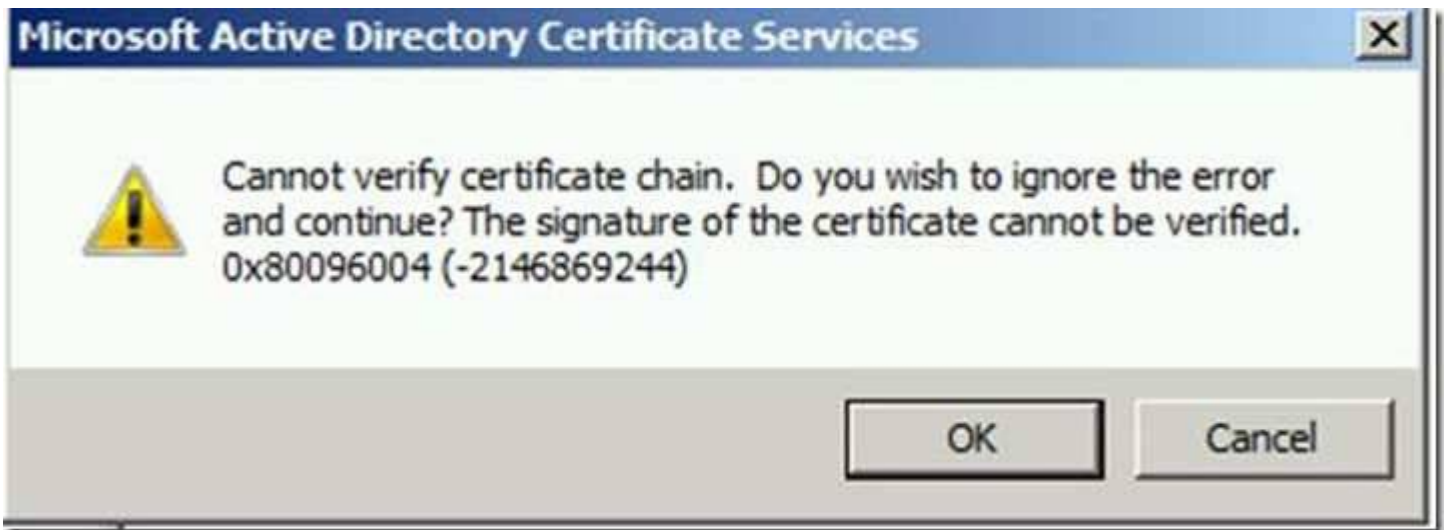 Microsoft Active Directory Certificate Services
Cannot verify certificate chain.  Do you wish to ignore the error
and continue? The signature of the certificate cannot be verified.
0x80096004 (-2146869244)
OK Cancel